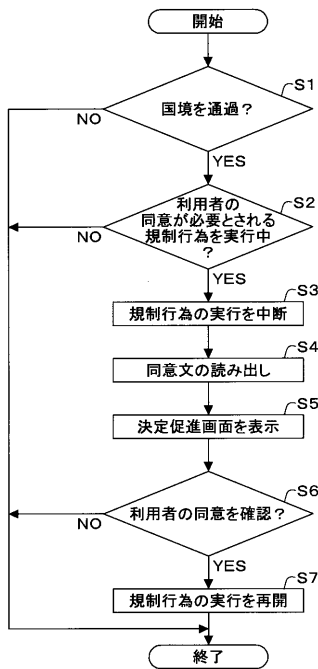 開始
S1
国境を通過?
NO
YES
S2
利用者の
同意が必要とされる
規制行為を実行中
?
NO
YES
S3
規制行為の実行を中断
S4
同意文の読み出し
S5
決定促進画面を表示
S6
利用者の同意を確認?
NO
YES
S7
規制行為の実行を再開
終了